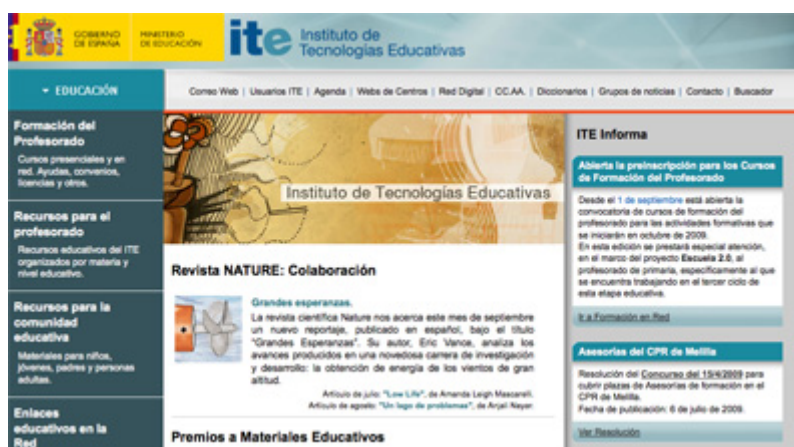 GOBIERNO
DE ESPAÑA
MINISTERIO
DE EDUCACIÓN
ite Instituto de
Tecnologías Educativas
EDUCACIÓN
Correo Web | Usuarios ITE | Agenda | Webs de Centros | Red Digital | CC.AA. | Diccionarios | Grupos de noticias | Contacto | Buscador
Formación del
Profesorado
Cursos presenciales y en
red. Ayudas, convenios,
licencias y otros.
Recursos para el
profesorado
Recursos educativos del ITE
organizados por materia y
nivel educativo.
Recursos para la
comunidad
educativa
Materiales para niños,
jóvenes, padres y personas
adultas.
Enlaces
educativos en la
Red
Instituto de Tecnologías Educativas
Revista NATURE: Colaboración
Grandes esperanzas.
La revista científica Nature nos acerca este mes de septiembre
un nuevo reportaje, publicado en español, bajo el título
"Grandes Esperanzas". Su autor, Eric Vance, analiza los
avances producidos en una novedosa carrera de investigación
y desarrollo: la obtención de energía de los vientos de gran
altitud.
Artículo de julio: "Low Life", de Amanda Leigh Mascarelli.
Artículo de agosto: "Un lago de problemas", de Anjali Nayar.
Premios a Materiales Educativos
ITE Informa
Abierta la preinscripción para los Cursos
de Formación del Profesorado
Desde el 1 de septiembre está abierta la
convocatoria de cursos de formación del
profesorado para las actividades formativas que
se iniciarán en octubre de 2009.
En esta edición se prestará especial atención,
en el marco del proyecto Escuela 2.0, al
profesorado de primaria, específicamente al que
se encuentra trabajando en el tercer ciclo de
esta etapa educativa.
Ir a Formación en Red
Asesorías del CPR de Melilla
Resolución del Concurso del 15/4/2009 para
cubrir plazas de Asesorías de formación en el
CPR de Melilla.
Fecha de publicación: 6 de julio de 2009.
Ver Resolución